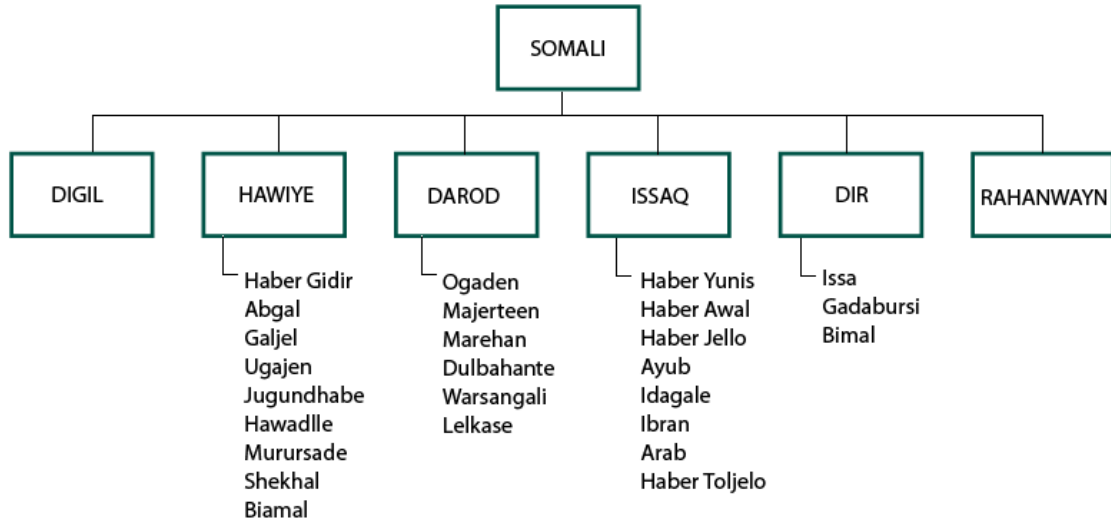 SOMALI
DIGIL
HAWIYE
DAROD
ISSAQ
DIR
RAHANWAYN
Haber Gidir
Abgal
Galjel
Ugajen
Jugundhabe
Hawadlle
Murursade
Shekhal
Biamal
Ogaden
Majerteen
Marehan
Dulbahante
Warsangali
Lelkase
Haber Yunis
Haber Awal
Haber Jello
Ayub
Idagale
Ibran
Arab
Haber Toljelo
Issa
Gadabursi
Bimal